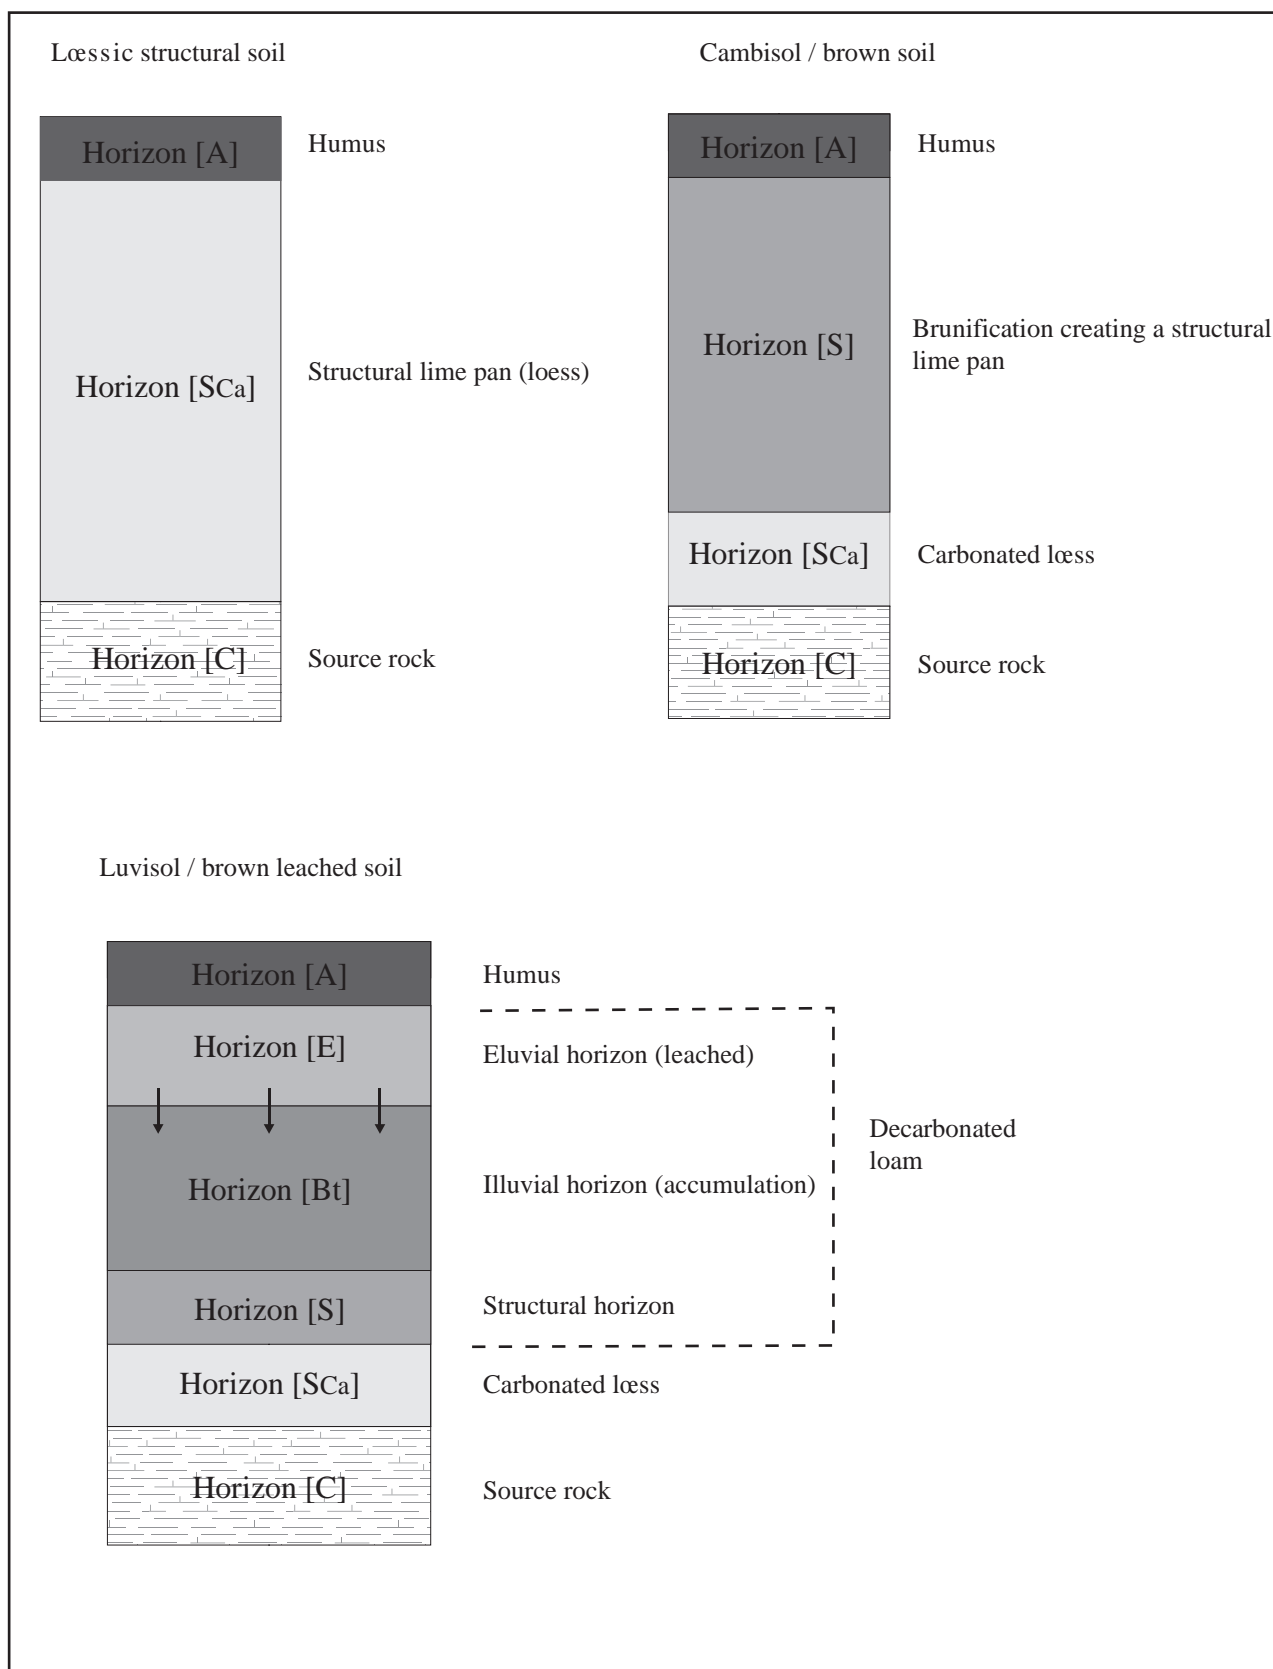 Lœssic structural soil
Horizon [A]
Humus
Horizon [SCa]
Structural lime pan (loess)
Horizon [C]
Source rock
Cambisol / brown soil
Horizon [A]
Humus
Horizon [S]
Brunification creating a structural
lime pan
Horizon [SCa]
Carbonated lœss
Horizon [C]
Source rock
Luvisol / brown leached soil
Horizon [A]
Humus
Horizon [E]
Eluvial horizon (leached)
Horizon [Bt]
Illuvial horizon (accumulation)
Decarbonated
loam
Horizon [S]
Structural horizon
Horizon [SCa]
Carbonated lœss
Horizon [C]
Source rock